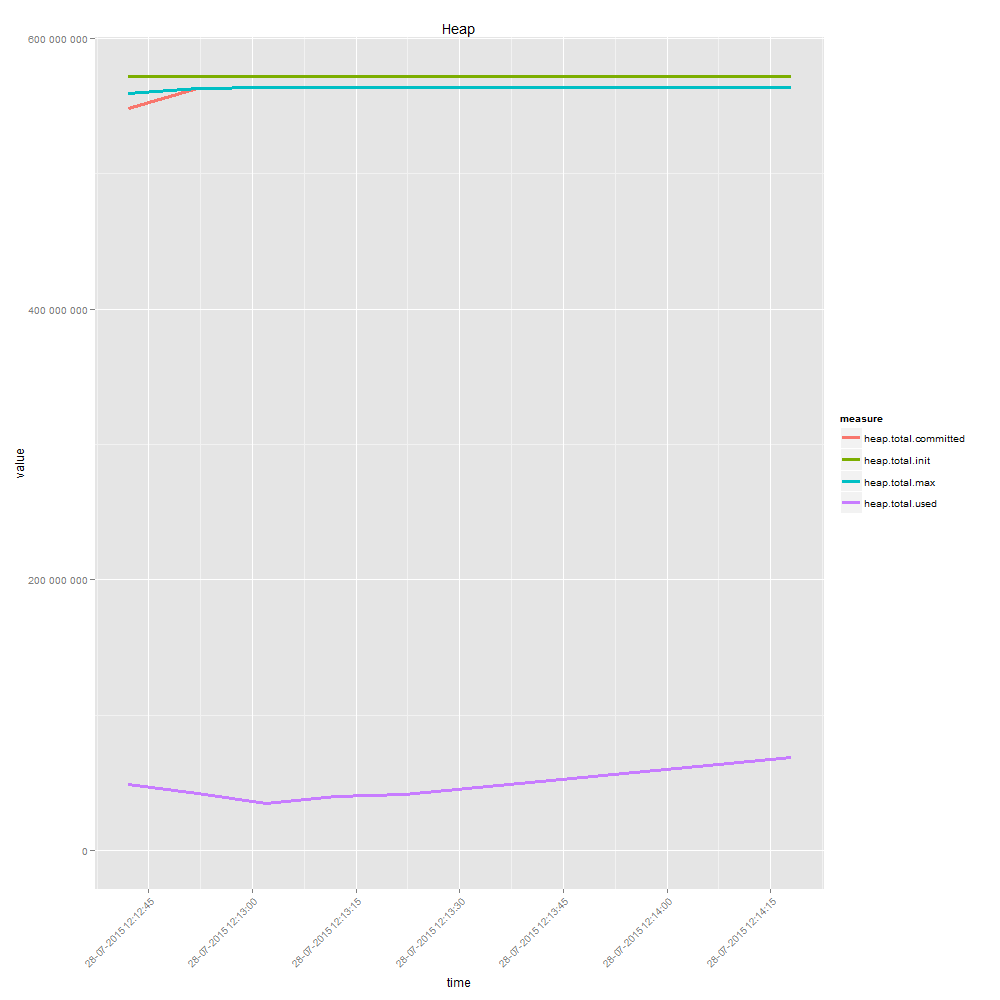 Heap
600 000 000
400 000 000
200 000 000
0
value
28-07-2015 12:12:45
28-07-2015 12:13:00
28-07-2015 12:13:15
28-07-2015 12:13:30
28-07-2015 12:13:45
28-07-2015 12:14:00
28-07-2015 12:14:15
time
measure
heap.total.committed
heap.total.init
heap.total.max
heap.total.used